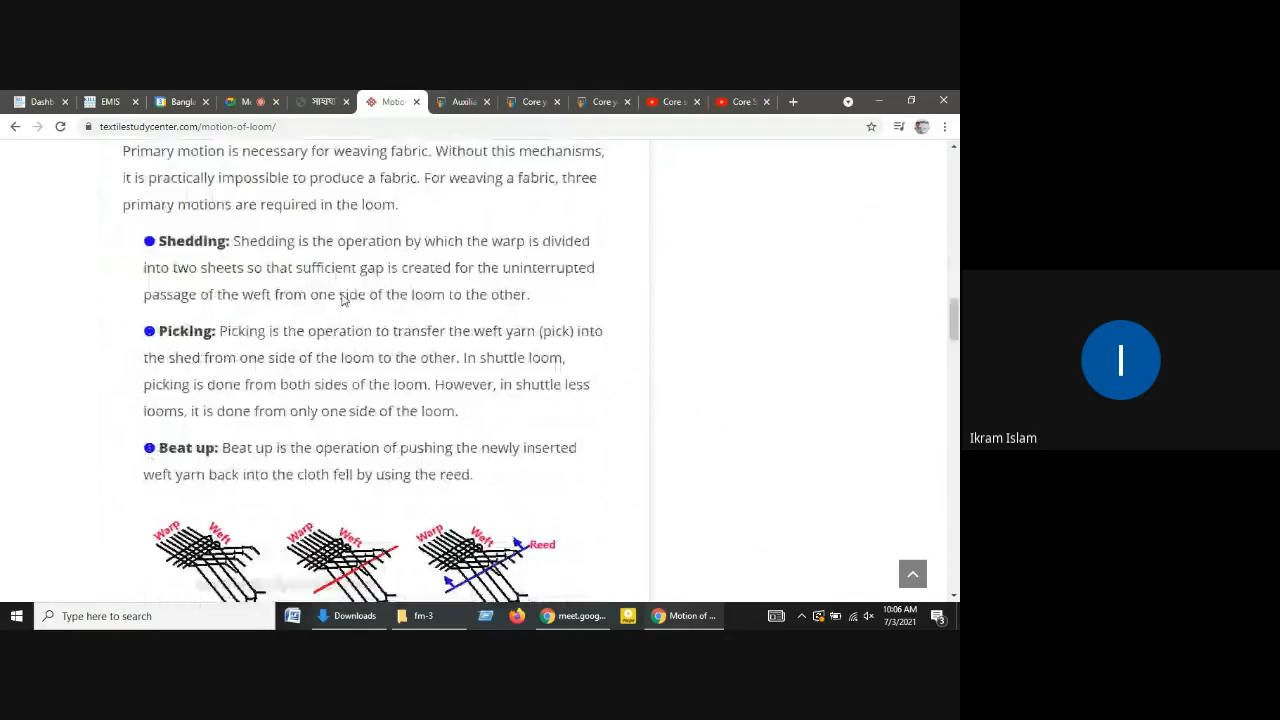 Dashb
EMIS
Bangla
Me
সাহায্য
Motion
Auxilia
Core y
Core y
Core s
Core S
textilestudycenter.com/motion-of-loom/
Primary motion is necessary for weaving fabric. Without this mechanisms,
it is practically impossible to produce a fabric. For weaving a fabric, three
primary motions are required in the loom.
Shedding: Shedding is the operation by which the warp is divided
into two sheets so that sufficient gap is created for the uninterrupted
passage of the weft from one side of the loom to the other.
Picking: Picking is the operation to transfer the weft yarn (pick) into
the shed from one side of the loom to the other. In shuttle loom,
picking is done from both sides of the loom. However, in shuttle less
looms, it is done from only one side of the loom.
Beat up: Beat up is the operation of pushing the newly inserted
weft yarn back into the cloth fell by using the reed.
Warp Weft
Warp Weft
Warp Weft Reed
I
Ikram Islam
Type here to search
Downloads
fm-3
meet.goog...
Motion of ...
10:06 AM
7/3/2021
3